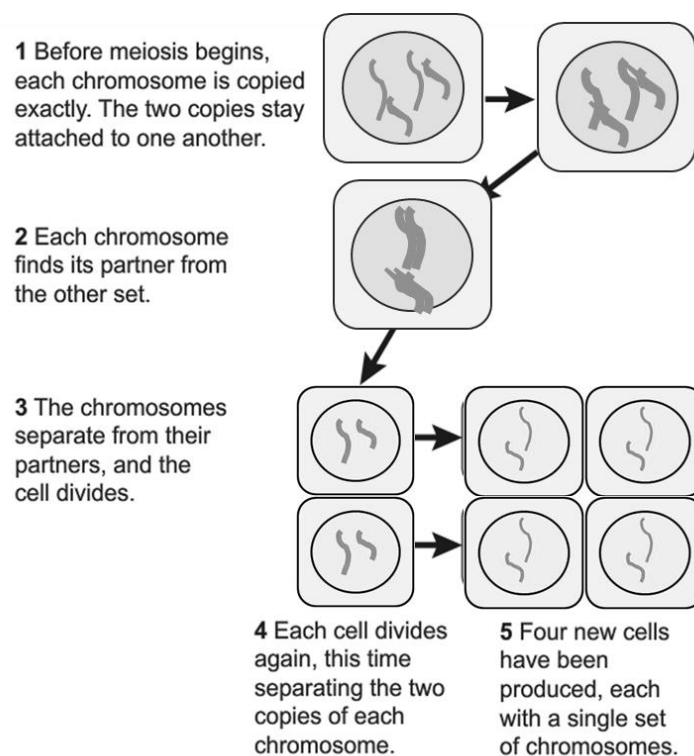 1 Before meiosis begins,
each chromosome is copied
exactly. The two copies stay
attached to one another.
2 Each chromosome
finds its partner from
the other set.
3 The chromosomes
separate from their
partners, and the
cell divides.
4 Each cell divides
again, this time
separating the two
copies of each
chromosome.
5 Four new cells
have been
produced, each
with a single set
of chromosomes.